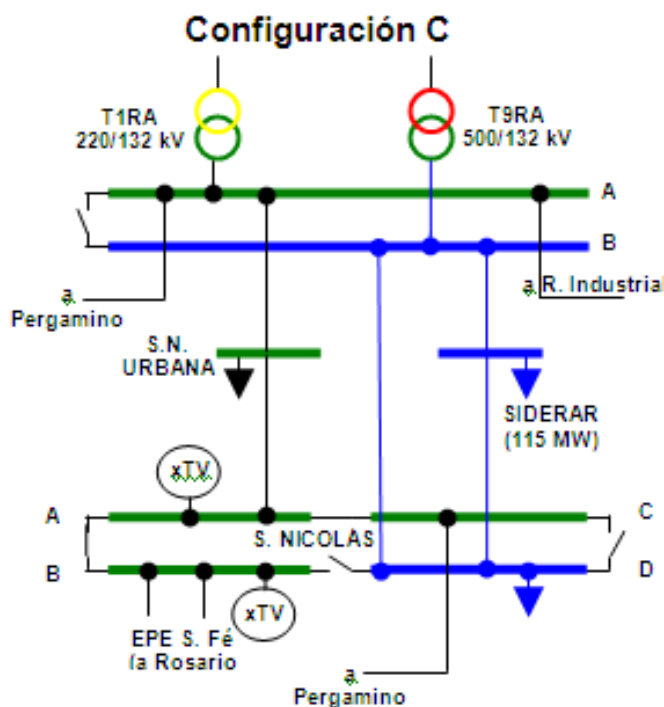 Configuración C
T1RA
220/132 kV
T9RA
500/132 kV
A
B
a
Pergamino
a R. Industrial
S.N.
URBANA
SIDERAR
(115 MW)
xTV
A
C
S. NICOLÁS
B
D
xTV
EPE S. Fé
(a Rosario
a
Pergamino